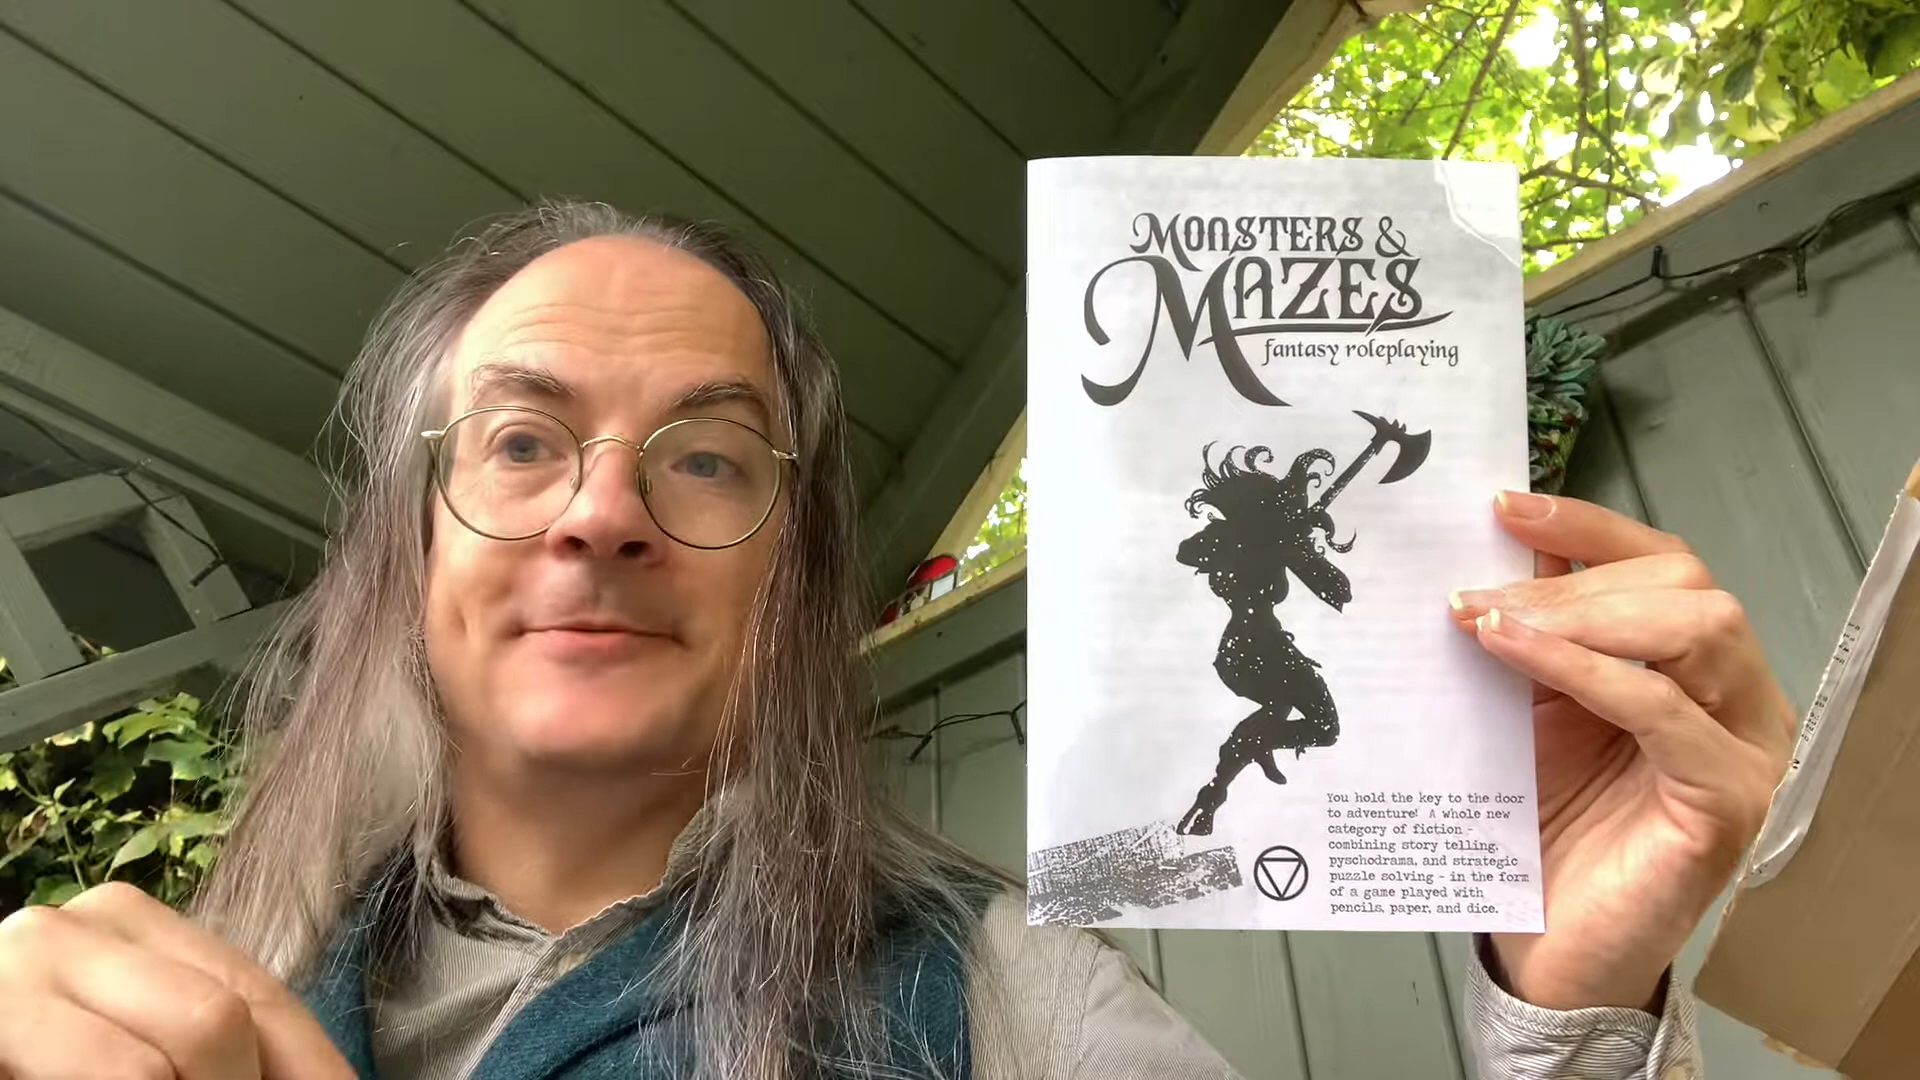 MONSTERS &
MAZES
fantasy roleplaying
You hold the key to the door
to adventure! A whole new
category of fiction -
combining story telling,
pyschodrama, and strategic
puzzle solving - in the form
of a game played with
pencils, paper, and dice.